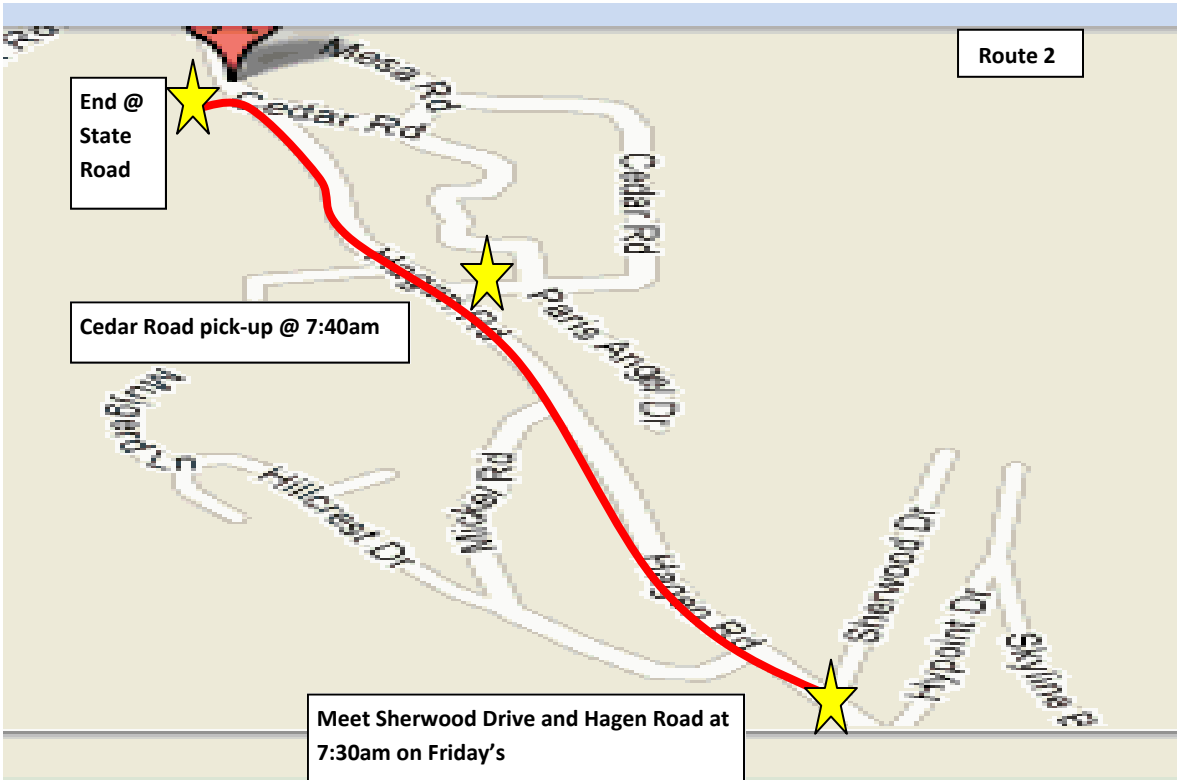 Rd
Mesa Rd
Route 2
End @
State
Road
Cedar Rd
Cedar Rd
Hagen Rd
Paris Angel Dr
Cedar Road pick-up @ 7:40am
Hillcrest Dr
Hagen Rd
Sherwood Dr
Hypoint Dr
Meet Sherwood Drive and Hagen Road at
7:30am on Friday’s